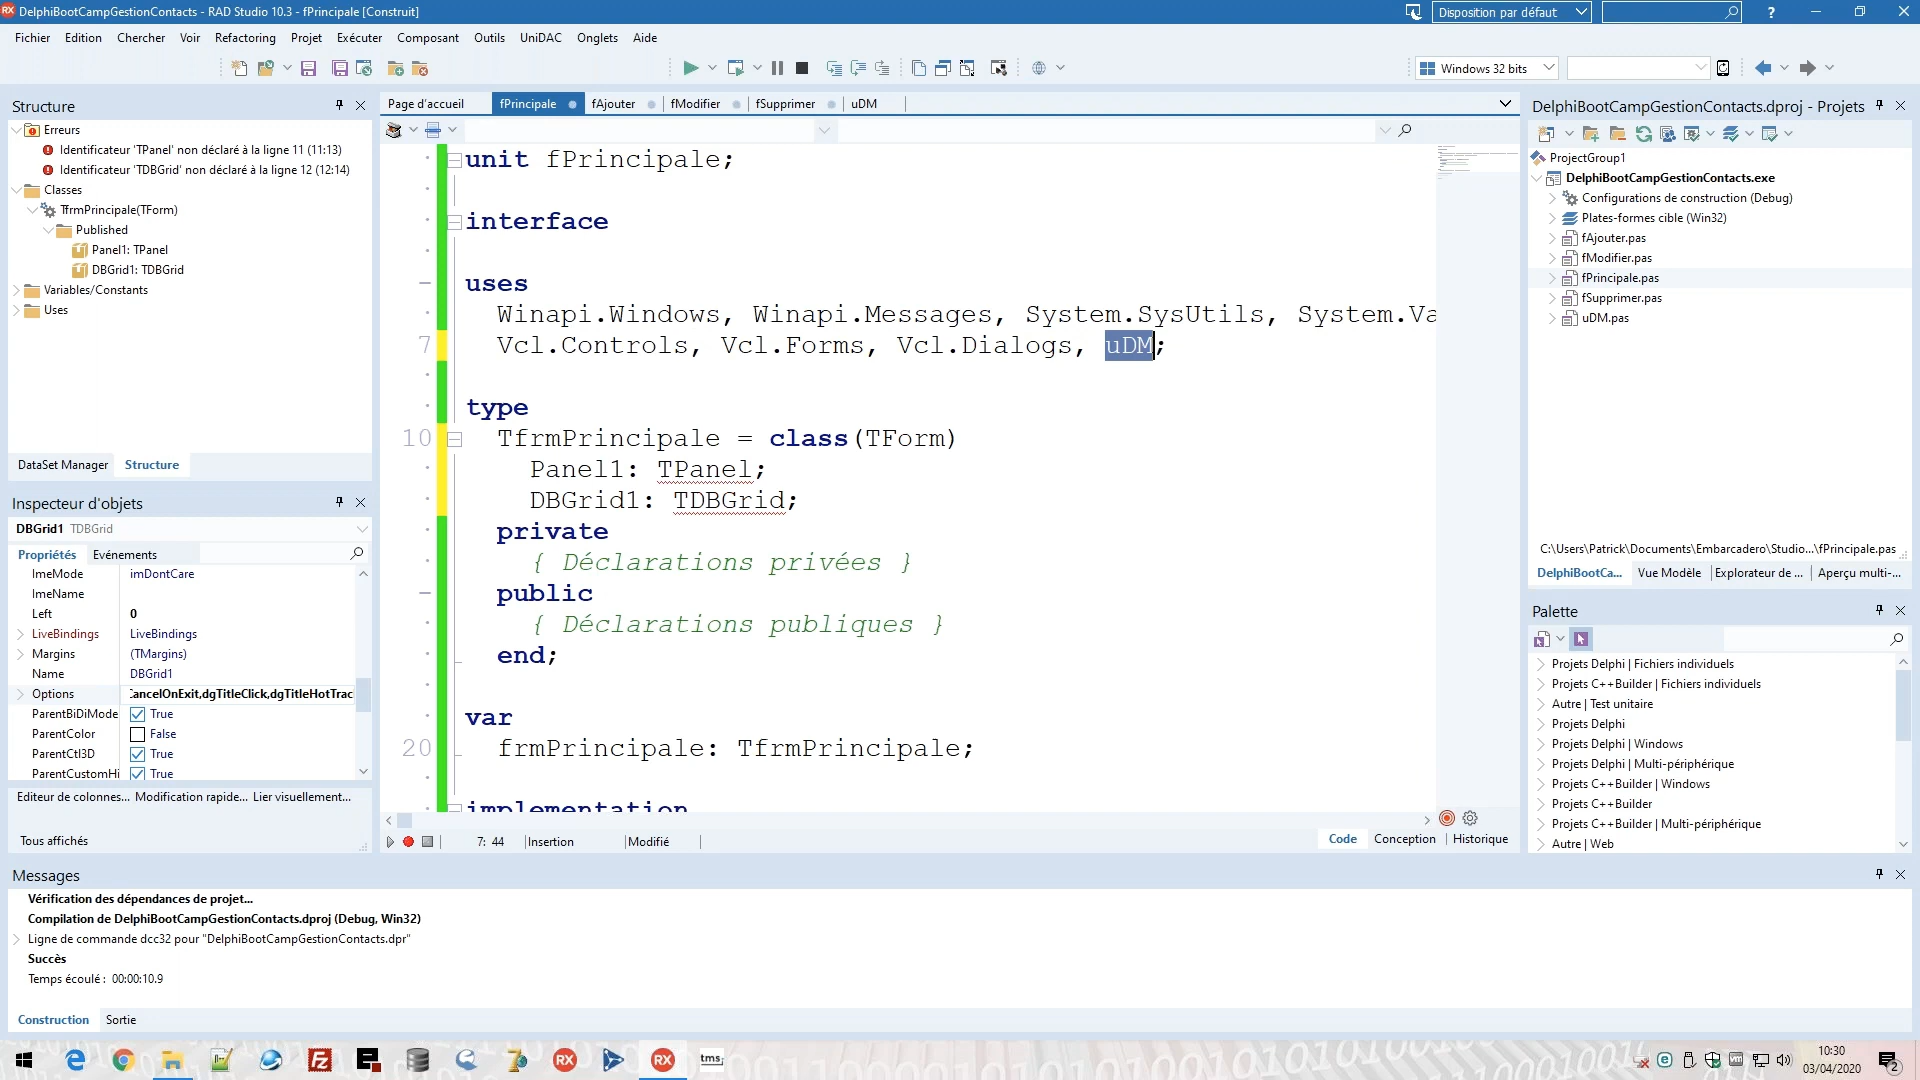 DelphiBootCampGestionContacts - RAD Studio 10.3 - fPrincipale [Construit]
Disposition par défaut
?
Fichier Edition Chercher Voir Refactoring Projet Exécuter Composant Outils UniDAC Onglets Aide
Windows 32 bits
Structure
Erreurs
Identificateur 'TPanel' non déclaré à la ligne 11 (11:13)
Identificateur 'TDBGrid' non déclaré à la ligne 12 (12:14)
Classes
TfrmPrincipale(TForm)
Published
Panel1: TPanel
DBGrid1: TDBGrid
Variables/Constants
Uses
DataSet Manager Structure
Inspecteur d'objets
DBGrid1 TDBGrid
Propriétés Evénements
ImeMode imDontCare
ImeName
Left 0
LiveBindings LiveBindings
Margins (TMargins)
Name DBGrid1
Options CancelOnExit,dgTitleClick,dgTitleHotTrac
ParentBiDiMode True
ParentColor False
ParentCtl3D True
ParentCustomHi True
Editeur de colonnes... Modification rapide... Lier visuellement...
Tous affichés
Page d'accueil fPrincipale fAjouter fModifier fSupprimer uDM
unit fPrincipale;
interface
uses
Winapi.Windows, Winapi.Messages, System.SysUtils, System.Va
7 Vcl.Controls, Vcl.Forms, Vcl.Dialogs, uDM;
type
10 TfrmPrincipale = class(TForm)
Panel1: TPanel;
DBGrid1: TDBGrid;
private
{ Déclarations privées }
public
{ Déclarations publiques }
end;
var
20 frmPrincipale: TfrmPrincipale;
implementation
7: 44 Insertion Modifié
Code Conception Historique
DelphiBootCampGestionContacts.dproj - Projets
ProjectGroup1
DelphiBootCampGestionContacts.exe
Configurations de construction (Debug)
Plates-formes cible (Win32)
fAjouter.pas
fModifier.pas
fPrincipale.pas
fSupprimer.pas
uDM.pas
C:\Users\Patrick\Documents\Embarcadero\Studio...\fPrincipale.pas
DelphiBootCa... Vue Modèle Explorateur de ... Aperçu multi-...
Palette
Projets Delphi | Fichiers individuels
Projets C++Builder | Fichiers individuels
Autre | Test unitaire
Projets Delphi
Projets Delphi | Windows
Projets Delphi | Multi-périphérique
Projets C++Builder | Windows
Projets C++Builder
Projets C++Builder | Multi-périphérique
Autre | Web
Messages
Vérification des dépendances de projet...
Compilation de DelphiBootCampGestionContacts.dproj (Debug, Win32)
Ligne de commande dcc32 pour "DelphiBootCampGestionContacts.dpr"
Succès
Temps écoulé : 00:00:10.9
Construction Sortie
RX RX tms
10:30
03/04/2020
2